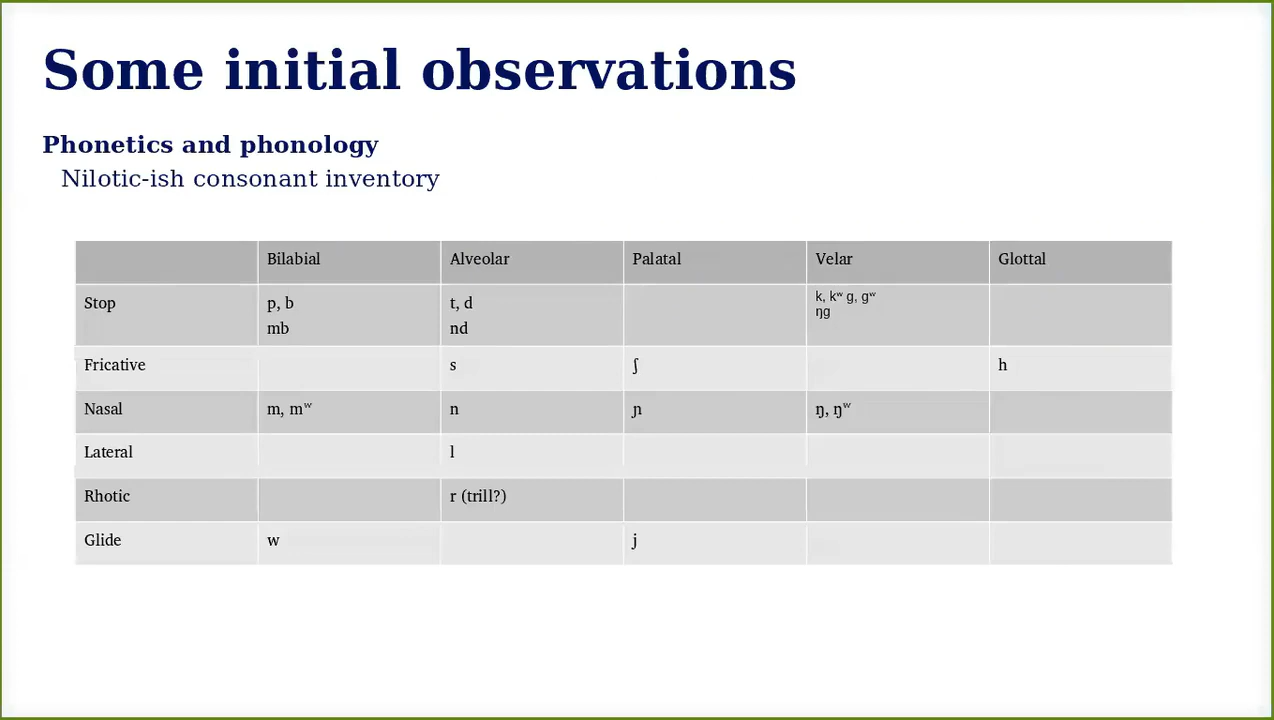 Some initial observations
Phonetics and phonology
Nilotic-ish consonant inventory
Bilabial Alveolar Palatal Velar Glottal
Stop p, b t, d k, kʷ g, gʷ
mb nd ŋg
Fricative s ʃ h
Nasal m, mʷ n ɲ ŋ, ŋʷ
Lateral l
Rhotic r (trill?)
Glide w j